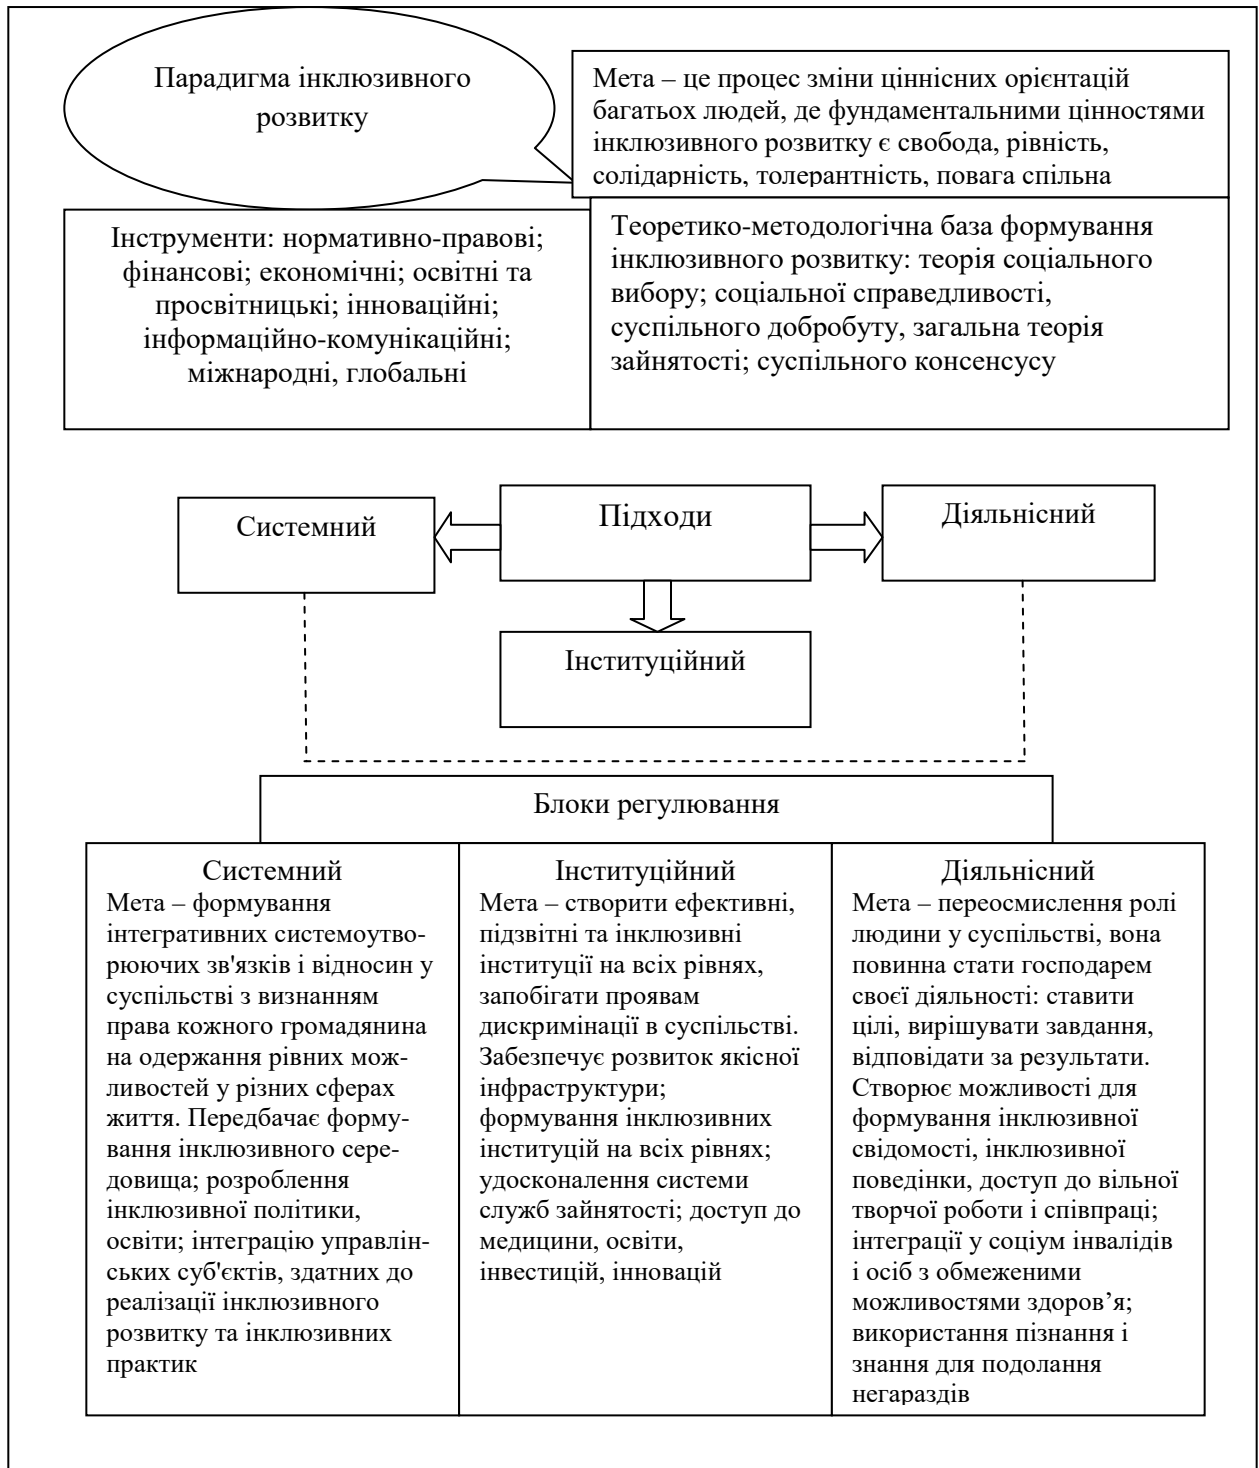 Парадигма інклюзивного
розвитку
Мета – це процес зміни ціннісних орієнтацій
багатьох людей, де фундаментальними цінностями
інклюзивного розвитку є свобода, рівність,
солідарність, толерантність, повага спільна
Інструменти: нормативно-правові;
фінансові; економічні; освітні та
просвітницькі; інноваційні;
інформаційно-комунікаційні;
міжнародні, глобальні
Теоретико-методологічна база формування
інклюзивного розвитку: теорія соціального
вибору; соціальної справедливості,
суспільного добробуту, загальна теорія
зайнятості; суспільного консенсусу
Системний
Підходи
Діяльнісний
Інституційний
Блоки регулювання
Системний
Мета – формування
інтегративних системоутво-
рюючих зв'язків і відносин у
суспільстві з визнанням
права кожного громадянина
на одержання рівних мож-
ливостей у різних сферах
життя. Передбачає форму-
вання інклюзивного сере-
довища; розроблення
інклюзивної політики,
освіти; інтеграцію управлін-
ських суб'єктів, здатних до
реалізації інклюзивного
розвитку та інклюзивних
практик
Інституційний
Мета – створити ефективні,
підзвітні та інклюзивні
інституції на всіх рівнях,
запобігати проявам
дискримінації в суспільстві.
Забезпечує розвиток якісної
інфраструктури;
формування інклюзивних
інституцій на всіх рівнях;
удосконалення системи
служб зайнятості; доступ до
медицини, освіти,
інвестицій, інновацій
Діяльнісний
Мета – переосмислення ролі
людини у суспільстві, вона
повинна стати господарем
своєї діяльності: ставити
цілі, вирішувати завдання,
відповідати за результати.
Створює можливості для
формування інклюзивної
свідомості, інклюзивної
поведінки, доступ до вільної
творчої роботи і співпраці;
інтеграції у соціум інвалідів
і осіб з обмеженими
можливостями здоров’я;
використання пізнання і
знання для подолання
негараздів